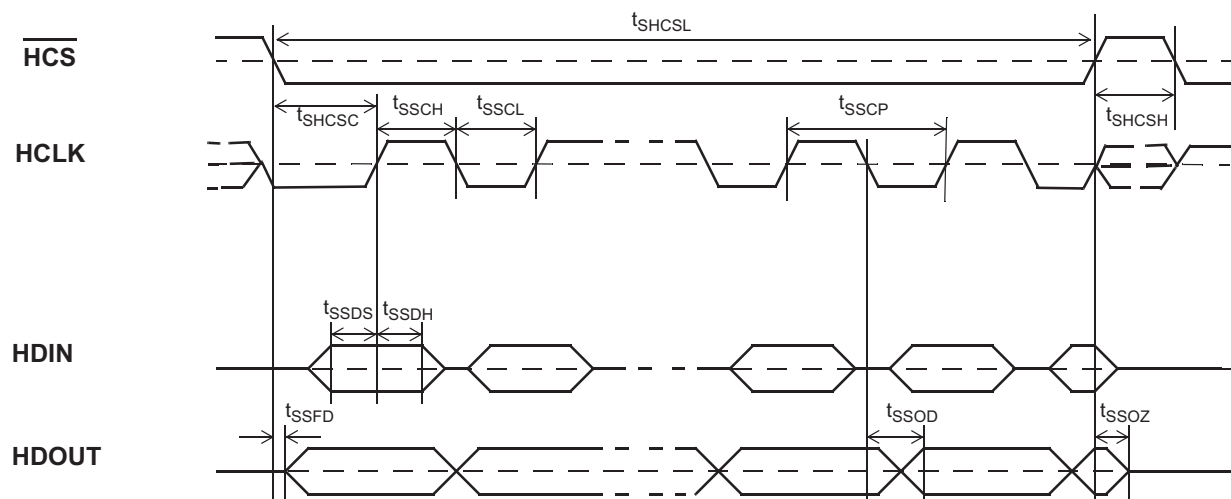 tSHCSL
HCS
tSHCSC
tSSCH
tSSCL
tSSCP
tSHCSH
HCLK
tSSDS
tSSDH
HDIN
tSSFD
tSSOD
tSSOZ
HDOUT